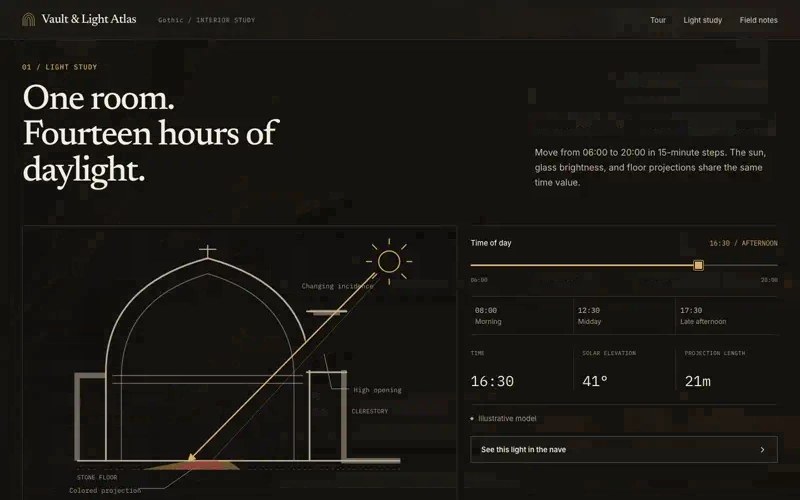 Vault & Light Atlas
Gothic / INTERIOR STUDY
Tour
Light study
Field notes
01 / LIGHT STUDY
One room.
Fourteen hours of
daylight.
Move from 06:00 to 20:00 in 15-minute steps. The sun,
glass brightness, and floor projections share the same
time value.
Changing incidence
High opening
CLERESTORY
STONE FLOOR
Colored projection
Time of day
16:30 / AFTERNOON
06:00
20:00
08:00
Morning
12:30
Midday
17:30
Late afternoon
TIME
16:30
SOLAR ELEVATION
41°
PROJECTION LENGTH
21m
Illustrative model
See this light in the nave